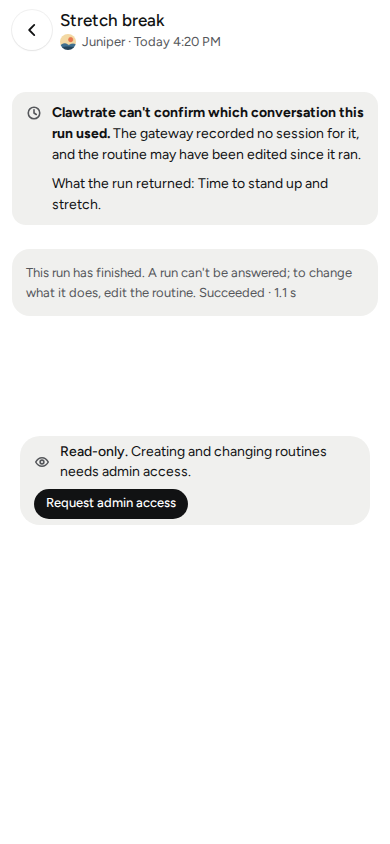 Stretch break
Juniper · Today 4:20 PM
Clawtrate can't confirm which conversation this
run used. The gateway recorded no session for it,
and the routine may have been edited since it ran.
What the run returned: Time to stand up and
stretch.
This run has finished. A run can't be answered; to change
what it does, edit the routine. Succeeded · 1.1 s
Read-only. Creating and changing routines
needs admin access.
Request admin access